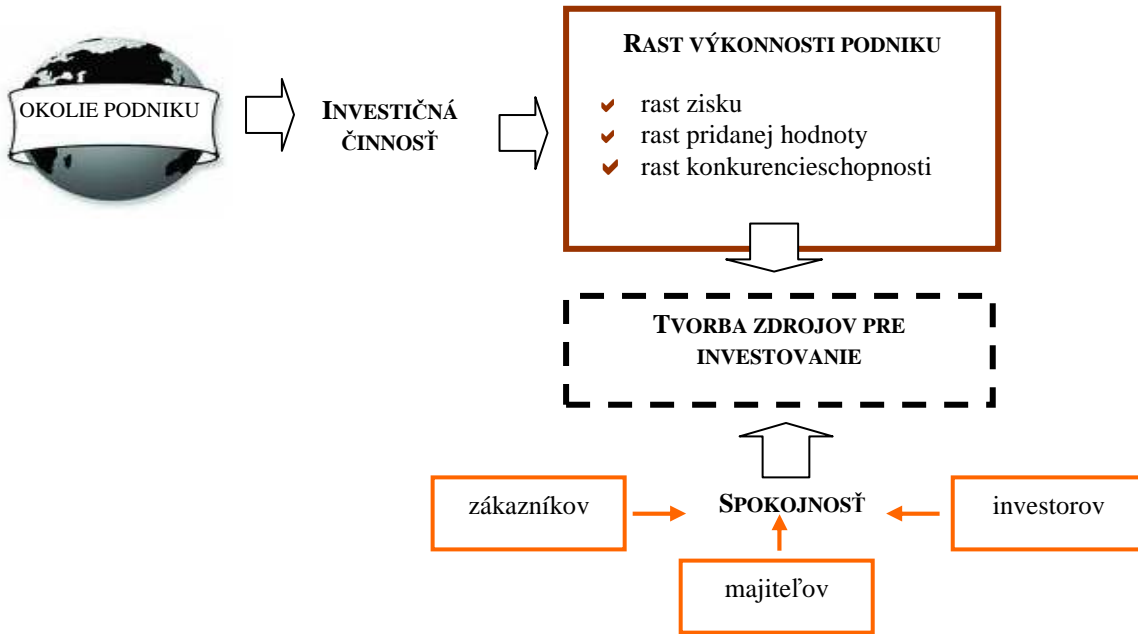 OKOLIE PODNIKU
INVESTIČNÁ
ČINNOSŤ
RAST VÝKONNOSTI PODNIKU
rast zisku
rast pridanej hodnoty
rast konkurencieschopnosti
TVORBA ZDROJOV PRE
INVESTOVANIE
zákazníkov
SPOKOJNOSŤ
investorov
majiteľov